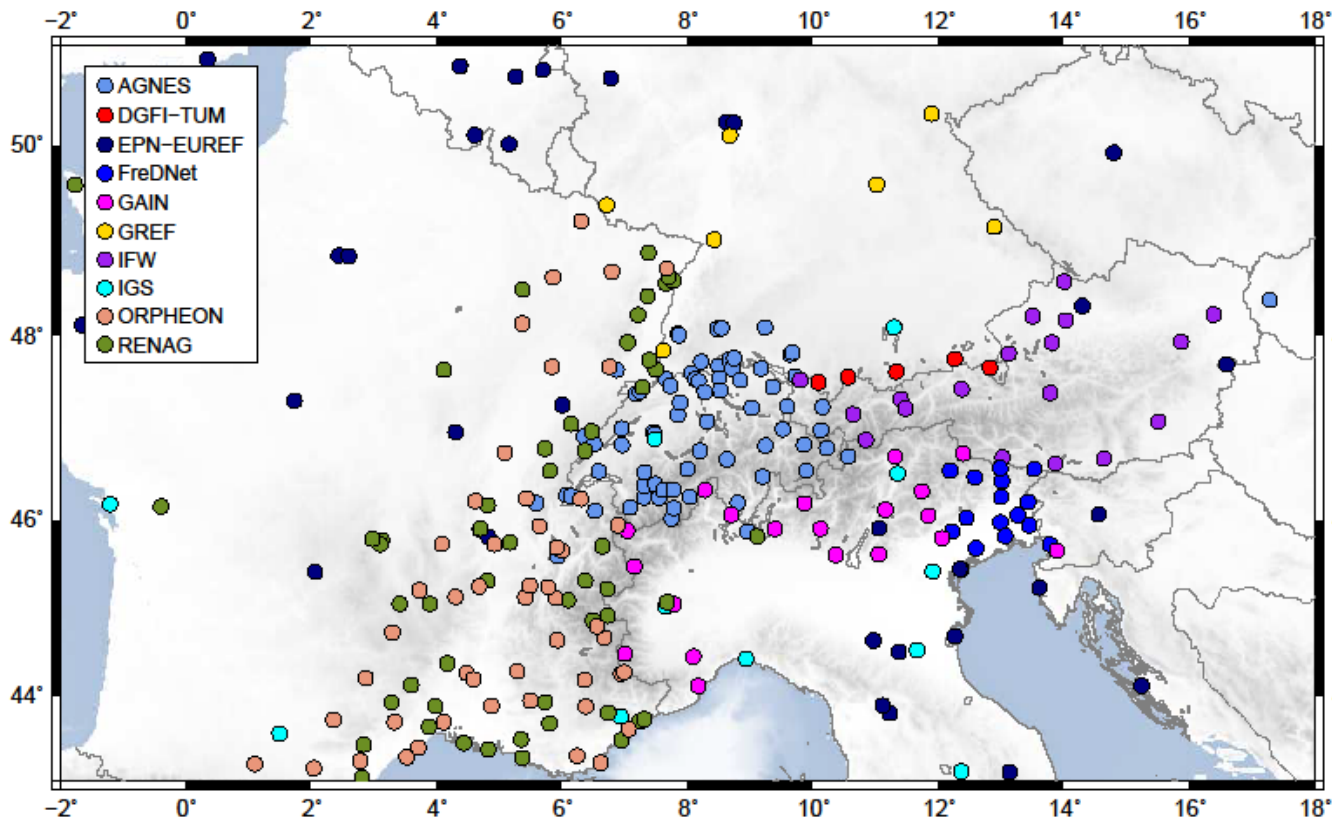 −2° 0° 2° 4° 6° 8° 10° 12° 14° 16° 18°
AGNES
DGFI−TUM
EPN−EUREF
FreDNet
GAIN
GREF
IFW
IGS
ORPHEON
RENAG
50°
48°
46°
44°
−2° 0° 2° 4° 6° 8° 10° 12° 14° 16° 18°